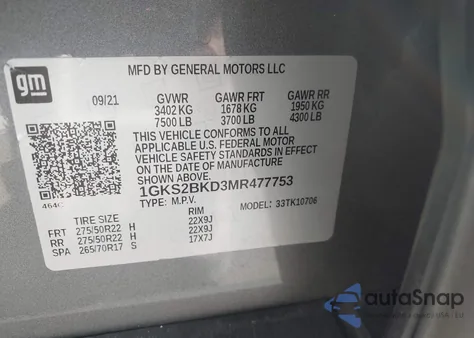 gm
MFD BY GENERAL MOTORS LLC
09/21 GVWR GAWR FRT GAWR RR
3402 KG 1678 KG 1950 KG
7500 LB 3700 LB 4300 LB
THIS VEHICLE CONFORMS TO ALL
APPLICABLE U.S. FEDERAL MOTOR
VEHICLE SAFETY STANDARDS IN EFFECT
ON THE DATE OF MANUFACTURE
1GKS2BKD3MR477753
TYPE: M.P.V. MODEL: 33TK10706
464C
TIRE SIZE RIM
FRT 275/50R22 H 22X9J
RR 275/50R22 H 22X9J
SPA 265/70R17 S 17X7J
autoSnap